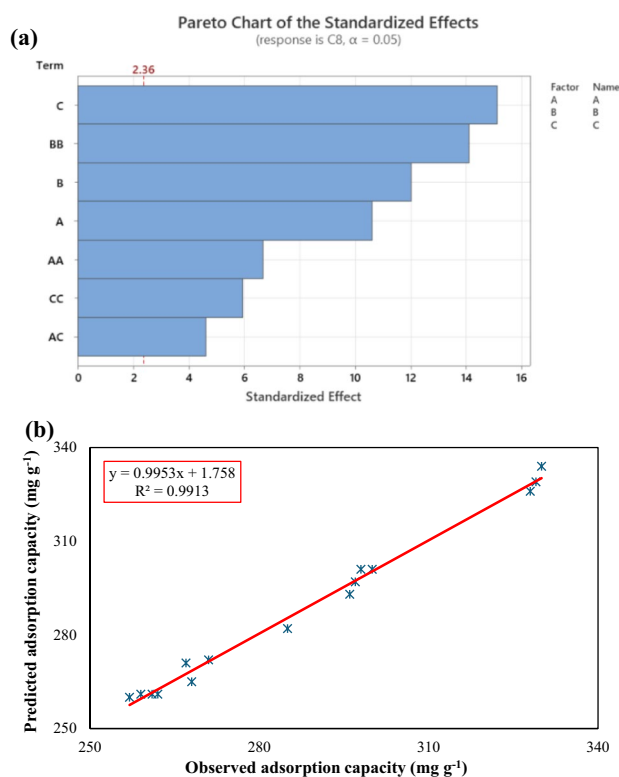 (a)
Pareto Chart of the Standardized Effects
(response is C8, α = 0.05)
Term
2.36
C
BB
B
A
AA
CC
AC
0 2 4 6 8 10 12 14 16
Standardized Effect
Factor Name
A A
B B
C C
(b)
340
310
280
250
Predicted adsorption capacity (mg g⁻¹)
y = 0.9953x + 1.758
R² = 0.9913
250 280 310 340
Observed adsorption capacity (mg g⁻¹)